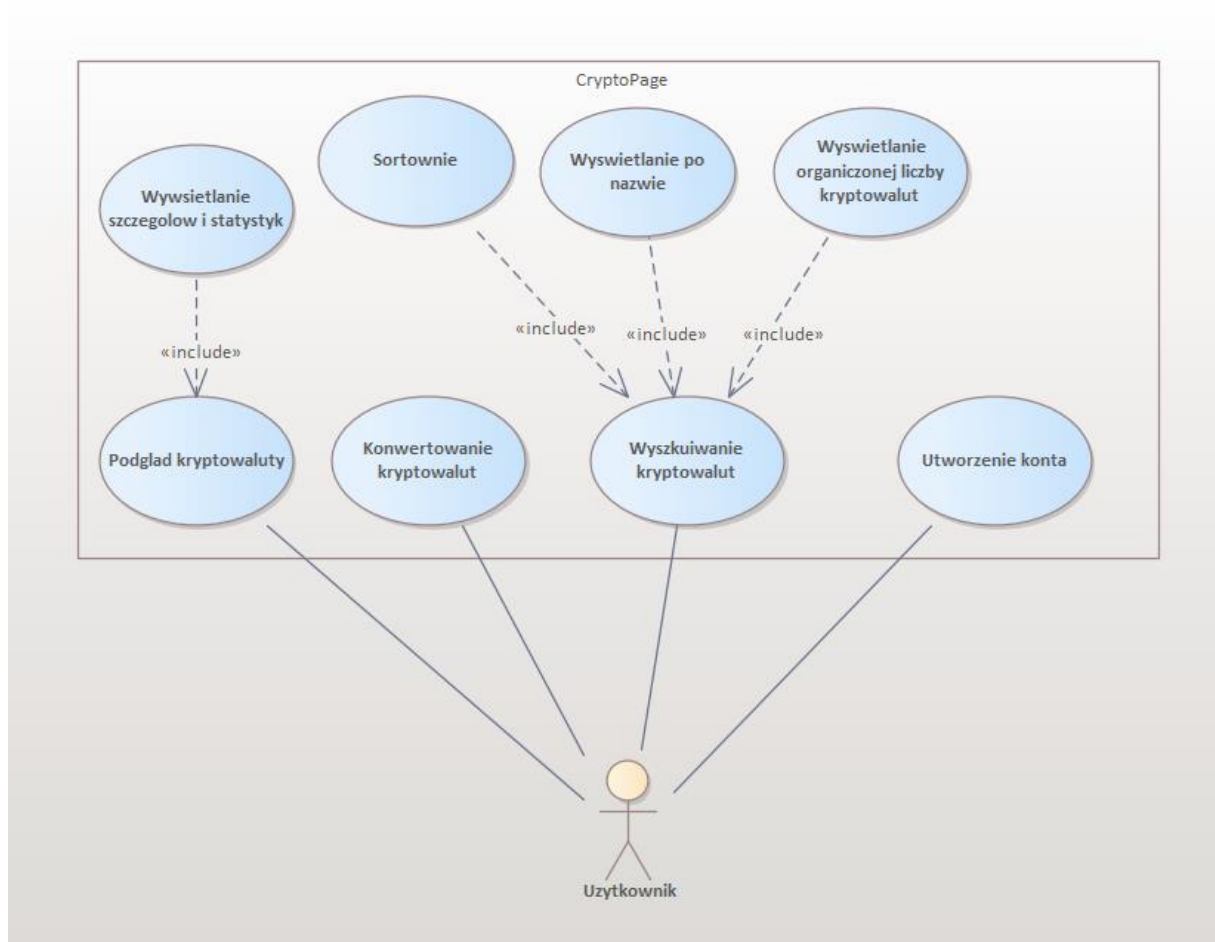 CryptoPage
Sortownie
Wyswietlanie po
nazwie
Wyswietlanie
organiczonej liczby
kryptowalut
Wywsietlanie
szczegolow i statystyk
«include»
«include»
«include»
«include»
Podglad kryptowaluty
Konwertowanie
kryptowalut
Wyszkuiwanie
kryptowalut
Utworzenie konta
Uzytkownik